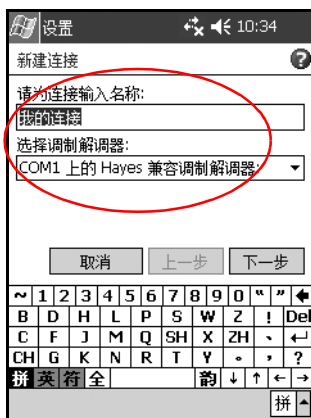 设置 10:34
新建连接 ?
请为连接输入名称:
我的连接
选择调制解调器:
COM1 上的 Hayes 兼容调制解调器:
取消 上一步 下一步
~ 1 2 3 4 5 6 7 8 9 0 “ ” ←
B D H L P S W Z ! Del
C F J M Q SH X ZH 、 ↵
CH G K N R T Y 。 , ?
拼 英 符 全 韵 ↓ ↑ ← →
拼